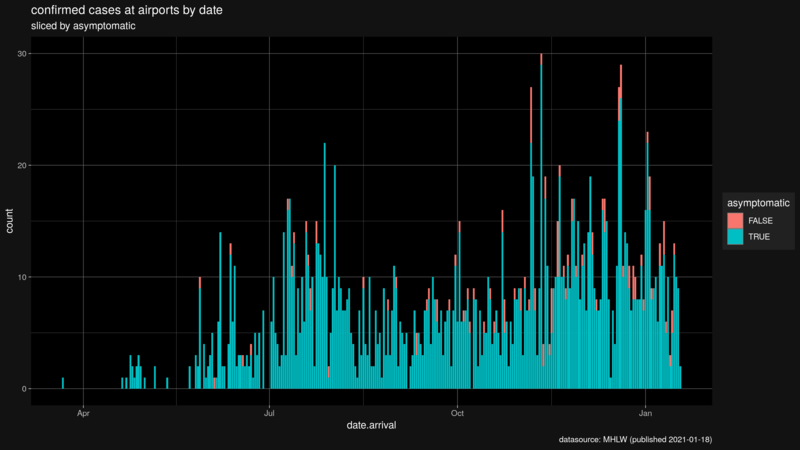 confirmed cases at airports by date
sliced by asymptomatic
30
20
10
0
count
Apr
Jul
Oct
Jan
date.arrival
asymptomatic
FALSE
TRUE
datasource: MHLW (published 2021-01-18)